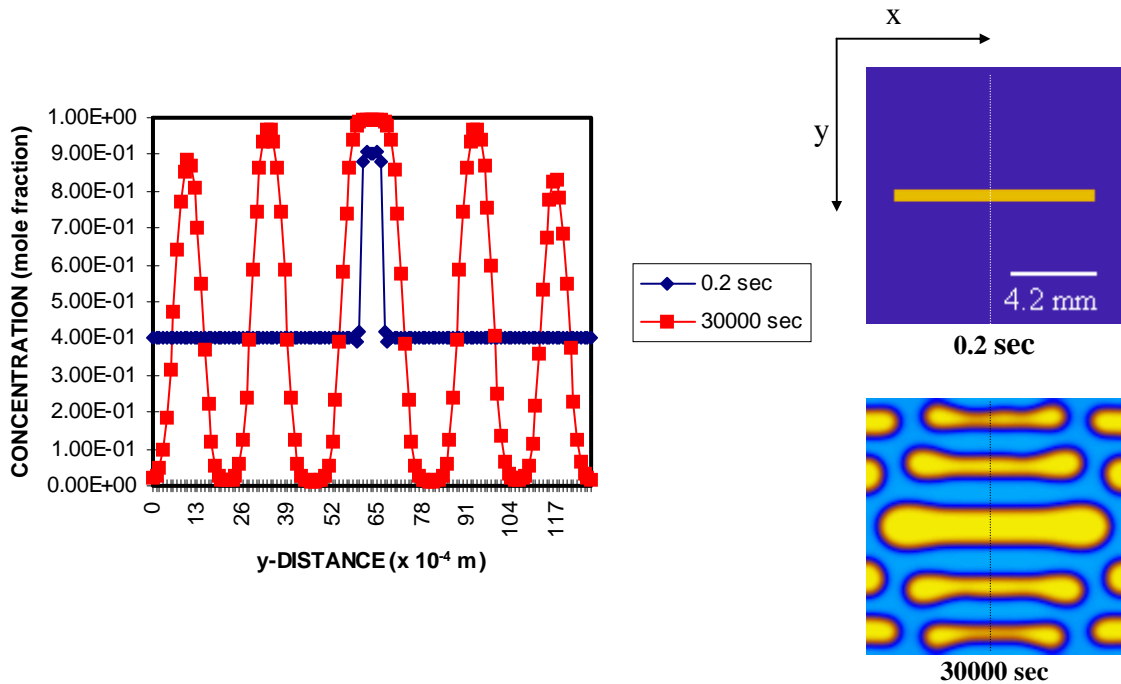 CONCENTRATION (mole fraction)
1.00E+00
9.00E-01
8.00E-01
7.00E-01
6.00E-01
5.00E-01
4.00E-01
3.00E-01
2.00E-01
1.00E-01
0.00E+00
0 13 26 39 52 65 78 91 104 117
y-DISTANCE (x 10⁻⁴ m)
0.2 sec
30000 sec
x
y
4.2 mm
0.2 sec
30000 sec